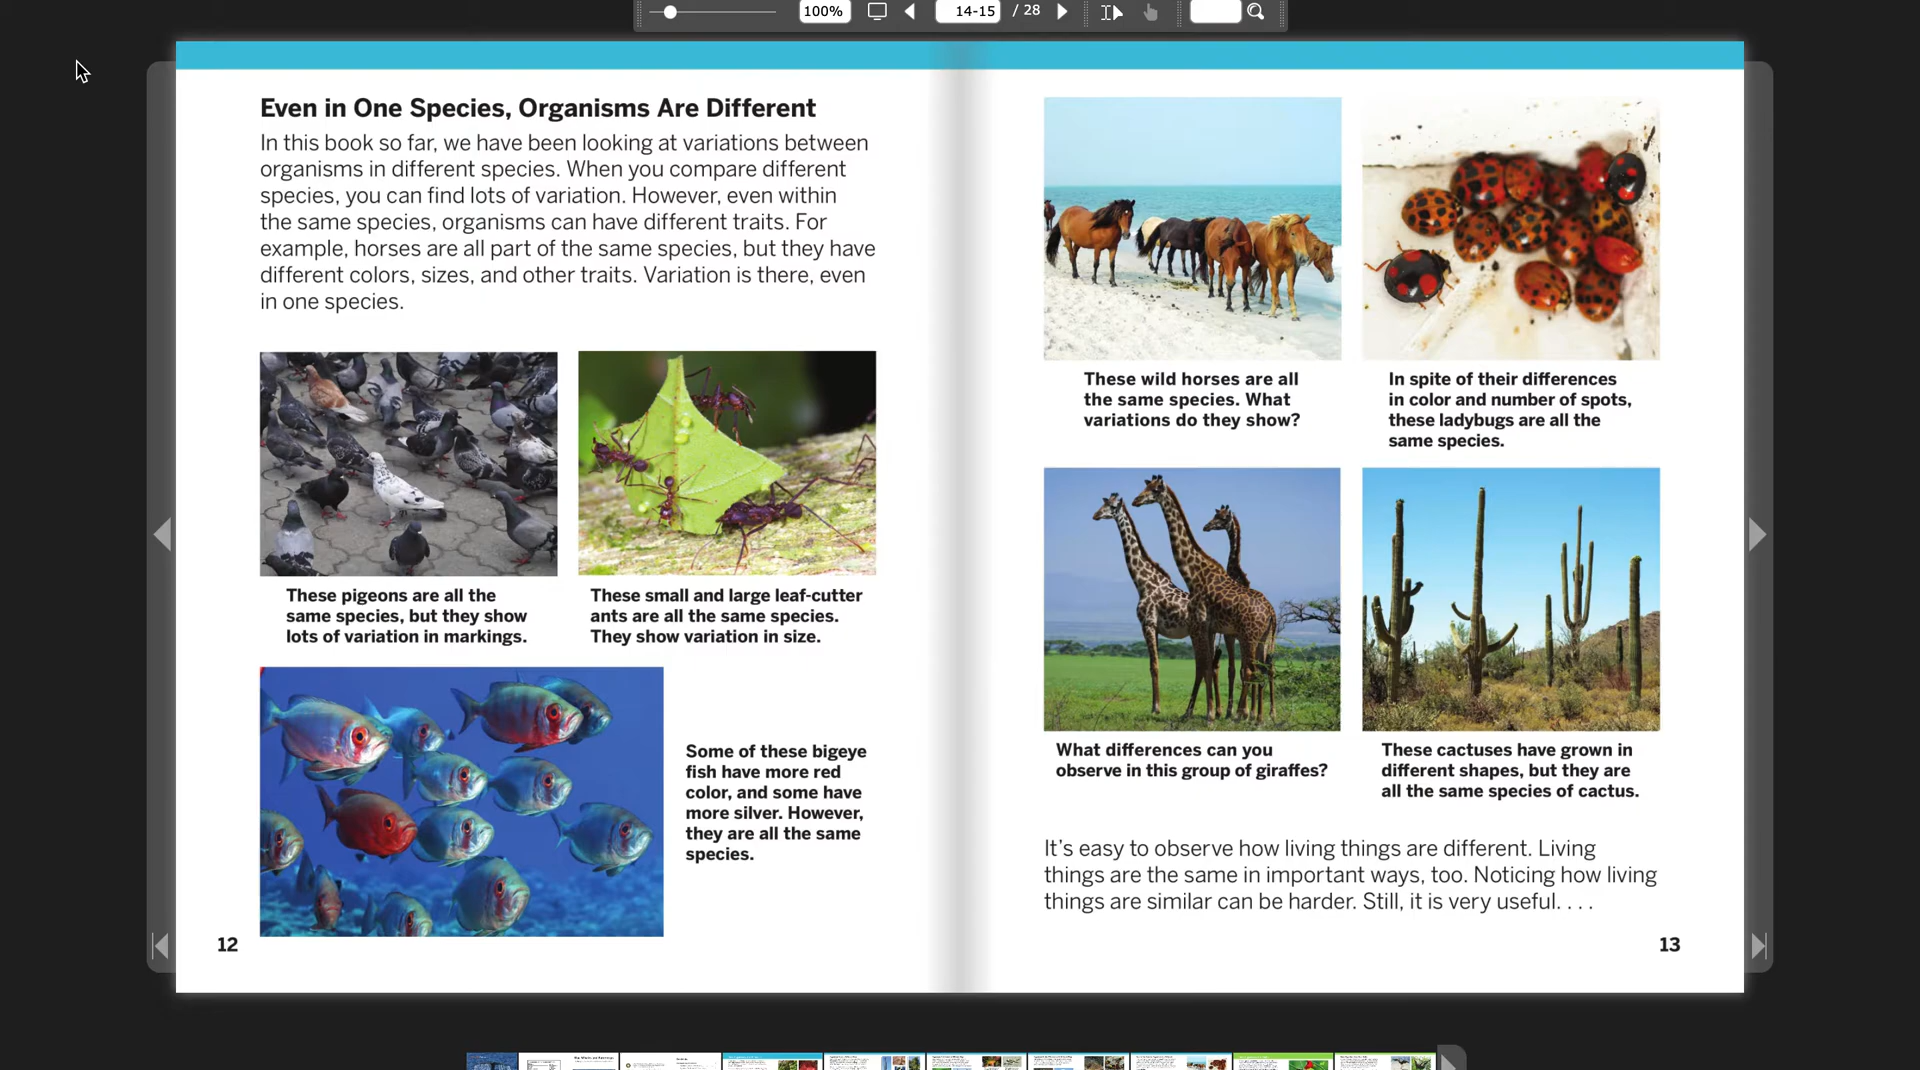 100%
14-15
/ 28
Even in One Species, Organisms Are Different
In this book so far, we have been looking at variations between
organisms in different species. When you compare different
species, you can find lots of variation. However, even within
the same species, organisms can have different traits. For
example, horses are all part of the same species, but they have
different colors, sizes, and other traits. Variation is there, even
in one species.
These pigeons are all the
same species, but they show
lots of variation in markings.
These small and large leaf-cutter
ants are all the same species.
They show variation in size.
Some of these bigeye
fish have more red
color, and some have
more silver. However,
they are all the same
species.
12
These wild horses are all
the same species. What
variations do they show?
In spite of their differences
in color and number of spots,
these ladybugs are all the
same species.
What differences can you
observe in this group of giraffes?
These cactuses have grown in
different shapes, but they are
all the same species of cactus.
It’s easy to observe how living things are different. Living
things are the same in important ways, too. Noticing how living
things are similar can be harder. Still, it is very useful. . . .
13